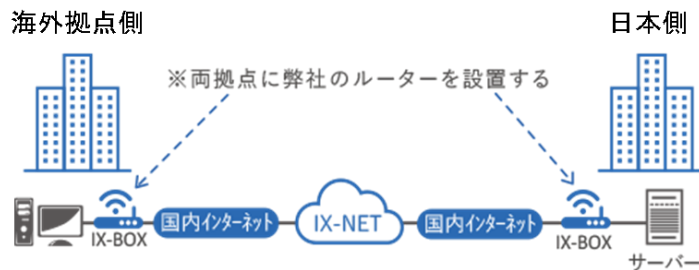 海外拠点側
日本側
※両拠点に弊社のルーターを設置する
IX-BOX
国内インターネット
IX-NET
国内インターネット
IX-BOX
サーバー